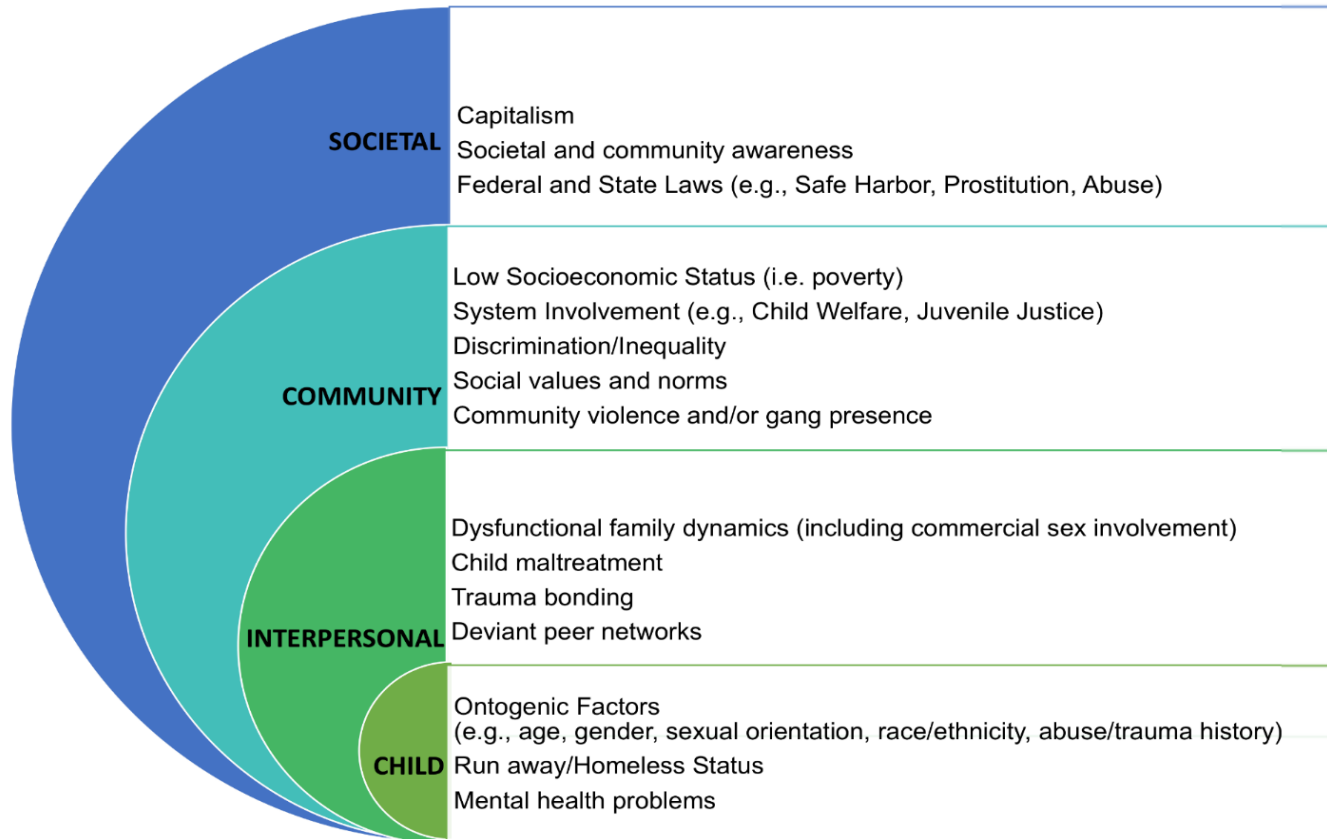 SOCIETAL
Capitalism
Societal and community awareness
Federal and State Laws (e.g., Safe Harbor, Prostitution, Abuse)
COMMUNITY
Low Socioeconomic Status (i.e. poverty)
System Involvement (e.g., Child Welfare, Juvenile Justice)
Discrimination/Inequality
Social values and norms
Community violence and/or gang presence
INTERPERSONAL
Dysfunctional family dynamics (including commercial sex involvement)
Child maltreatment
Trauma bonding
Deviant peer networks
CHILD
Ontogenic Factors
(e.g., age, gender, sexual orientation, race/ethnicity, abuse/trauma history)
Run away/Homeless Status
Mental health problems